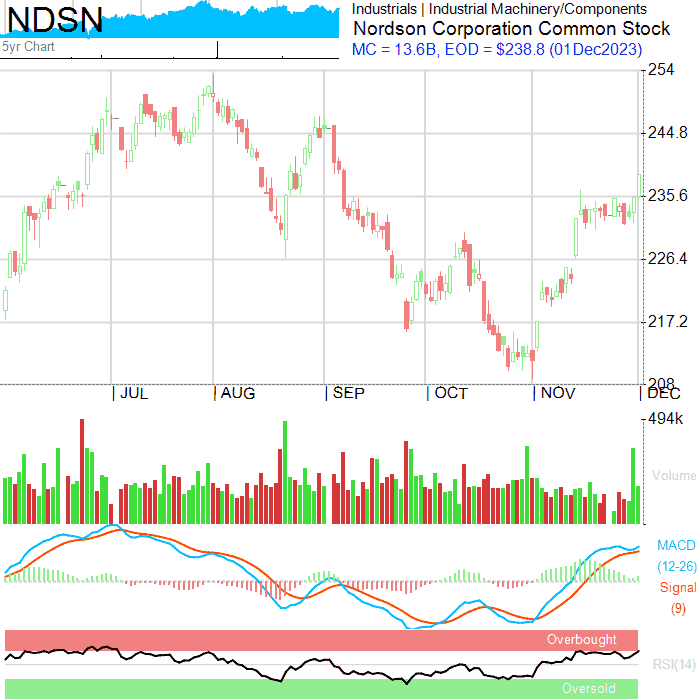 NDSN
5yr Chart
Industrials | Industrial Machinery/Components
Nordson Corporation Common Stock
MC = 13.6B, EOD = $238.8 (01Dec2023)
254
244.8
235.6
226.4
217.2
208
JUL
AUG
SEP
OCT
NOV
DEC
494k
Volume
MACD
(12-26)
Signal
(9)
Overbought
RSI(14)
Oversold